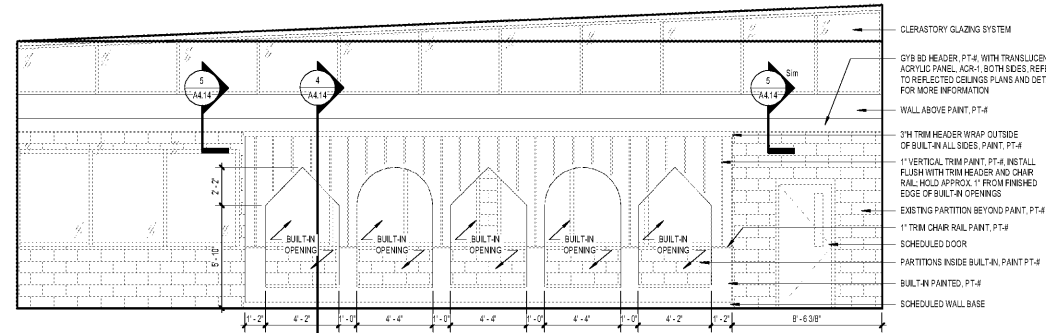 CLERASTORY GLAZING SYSTEM
GYB BD HEADER, PT-#, WITH TRANSLUCEN
ACRYLIC PANEL, ACR-1, BOTH SIDES, REFE
TO REFLECTED CEILINGS PLANS AND DET
FOR MORE INFORMATION
WALL ABOVE PAINT, PT-#
3"H TRIM HEADER WRAP OUTSIDE
OF BUILT-IN ALL SIDES, PAINT, PT-#
1" VERTICAL TRIM PAINT, PT-#, INSTALL
FLUSH WITH TRIM HEADER AND CHAIR
RAIL; HOLD APPROX. 1" FROM FINISHED
EDGE OF BUILT-IN OPENINGS
EXISTING PARTITION BEYOND PAINT, PT-#
1" TRIM CHAIR RAIL PAINT, PT-#
SCHEDULED DOOR
PARTITIONS INSIDE BUILT-IN, PAINT PT-#
BUILT-IN PAINTED, PT-#
SCHEDULED WALL BASE
5
A4.14
4
A4.14
5
A4.14
Sim
2' - 2"
5' - 10"
BUILT-IN
OPENING
BUILT-IN
OPENING
BUILT-IN
OPENING
BUILT-IN
OPENING
BUILT-IN
OPENING
1' - 2"
4' - 2"
1' - 0"
4' - 4"
1' - 0"
4' - 4"
1' - 0"
4' - 4"
1' - 0"
4' - 2"
1' - 2"
8' - 6 3/8"